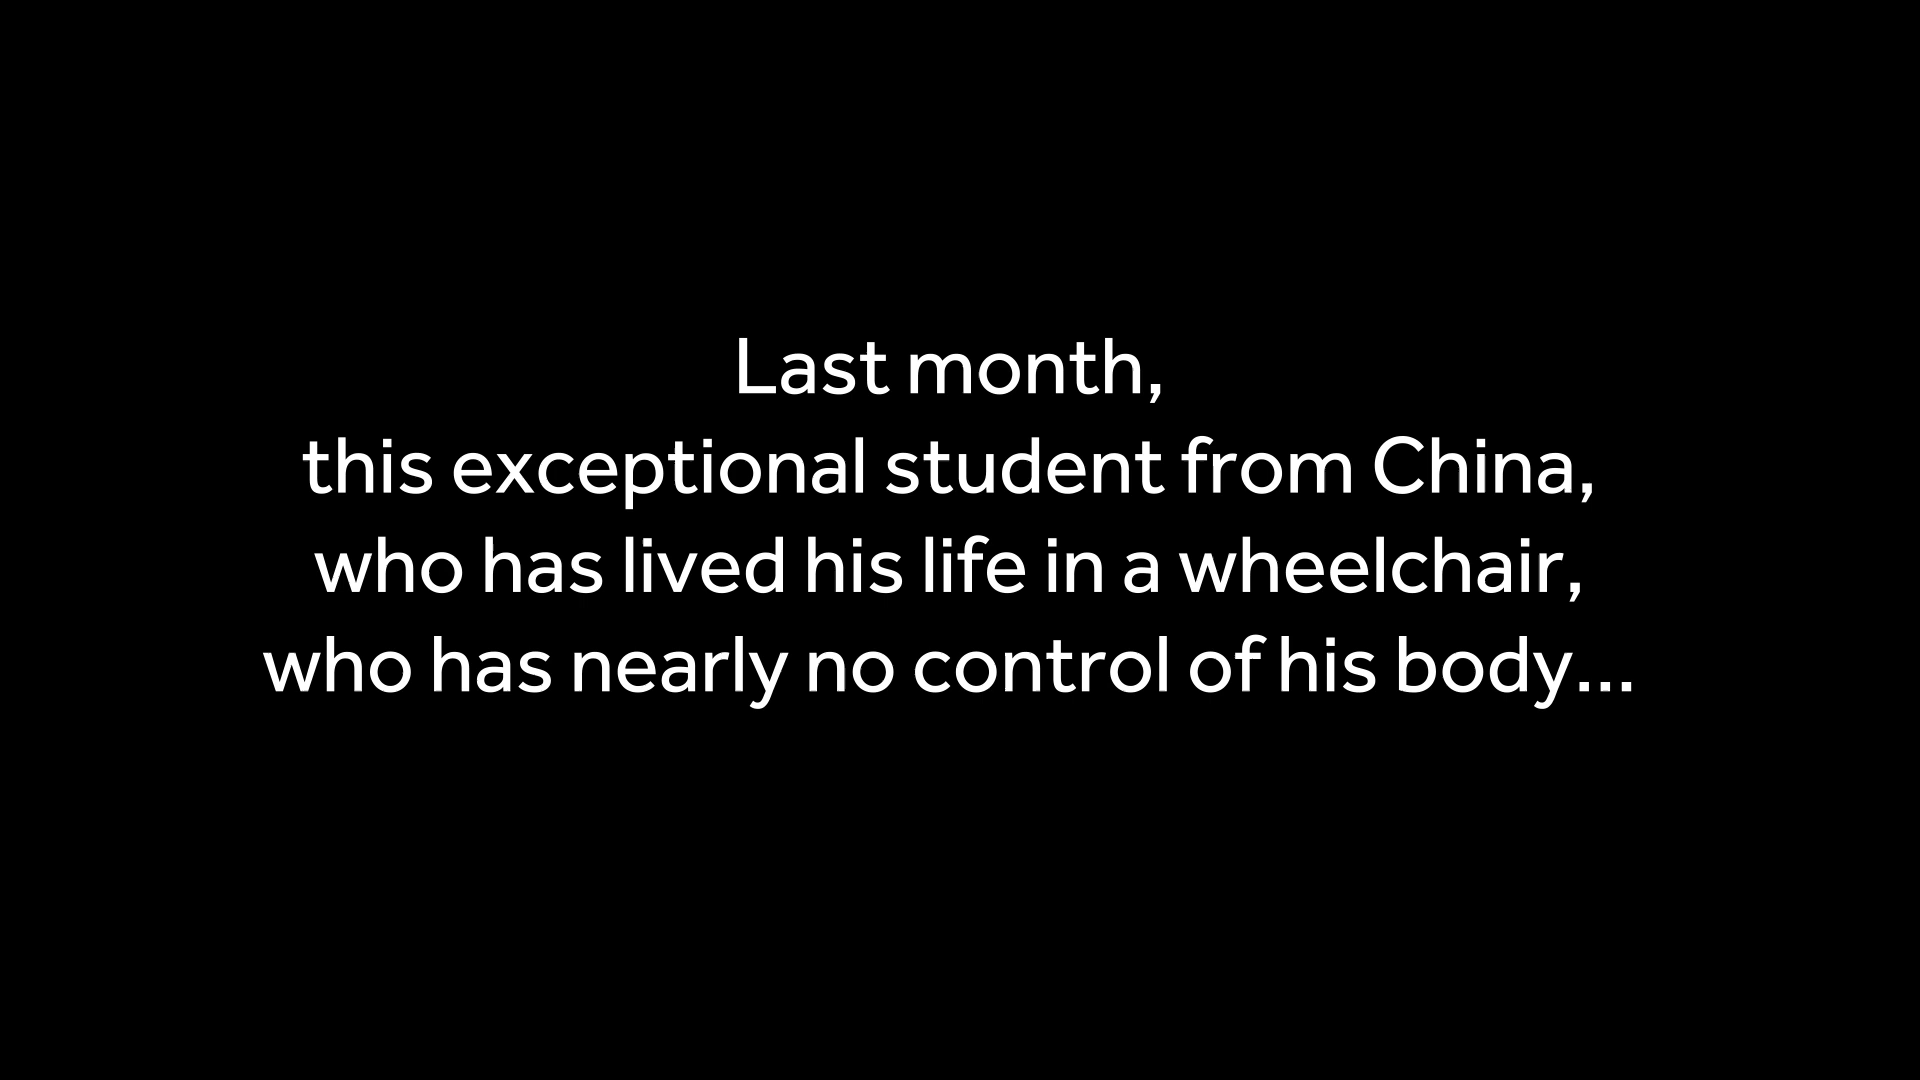 Last month,
this exceptional student from China,
who has lived his life in a wheelchair,
who has nearly no control of his body...